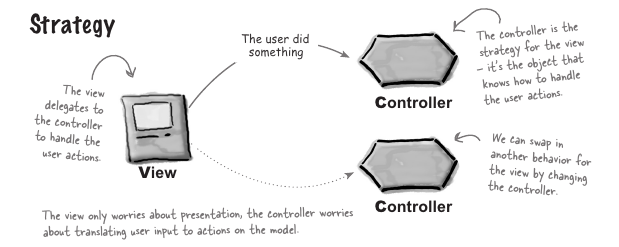 Strategy
The user did
something
The controller is the
strategy for the view
– it's the object that
knows how to handle
the user actions.
The view
delegates to
the controller
to handle the
user actions.
Controller
View
We can swap in
another behavior for
the view by changing
the controller.
Controller
The view only worries about presentation, the controller worries
about translating user input to actions on the model.